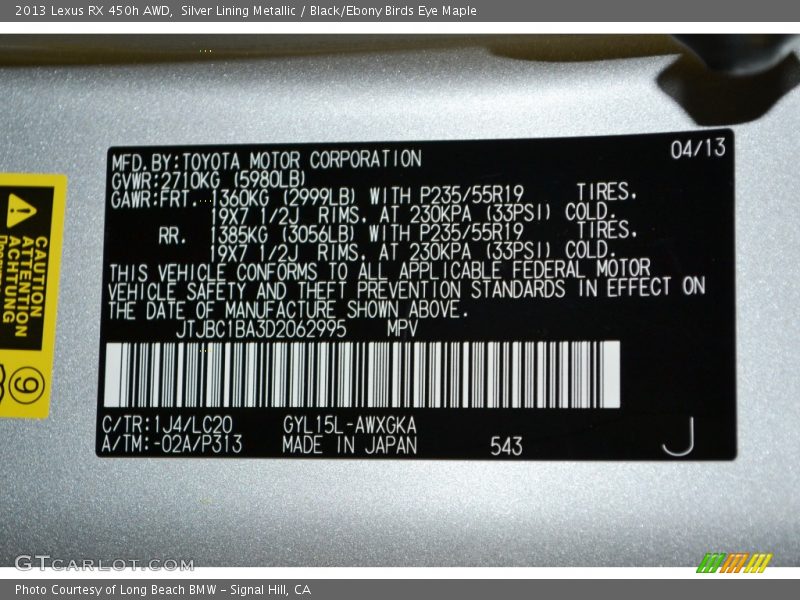 2013 Lexus RX 450h AWD, Silver Lining Metallic / Black/Ebony Birds Eye Maple
MFD.BY:TOYOTA MOTOR CORPORATION 04/13
GVWR:2710KG (5980LB)
GAWR:FRT. 1360KG (2999LB) WITH P235/55R19 TIRES,
19X7 1/2J RIMS, AT 230KPA (33PSI) COLD.
RR. 1385KG (3056LB) WITH P235/55R19 TIRES,
19X7 1/2J RIMS, AT 230KPA (33PSI) COLD.
THIS VEHICLE CONFORMS TO ALL APPLICABLE FEDERAL MOTOR
VEHICLE SAFETY AND THEFT PREVENTION STANDARDS IN EFFECT ON
THE DATE OF MANUFACTURE SHOWN ABOVE.
JTJBC1BA3D2062995 MPV
C/TR:1J4/LC20 GYL15L-AWXGKA
A/TM:-02A/P313 MADE IN JAPAN 543 J
CAUTION
ATTENTION
ACHTUNG
9
GTCARLOT.COM
Photo Courtesy of Long Beach BMW - Signal Hill, CA